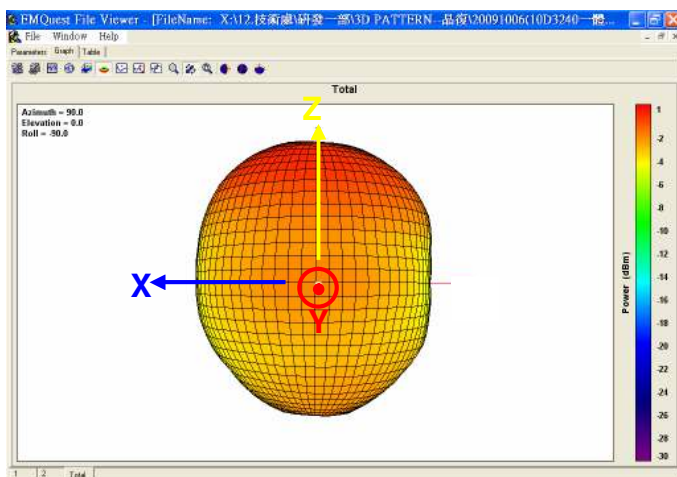 EMQuest File Viewer - [FileName: X:\12.技術處\研發一部\3D PATTERN--品復\20091006(10D3240一體...
File Window Help
Parameters Graph Table
Total
Azimuth = 90.0
Elevation = 0.0
Roll = -90.0
Z
X
Y
1
-2
-4
-6
-8
-10
-12
-14
-16
-18
-20
-22
-24
-26
-28
-30
Power (dBm)
1 2 Total